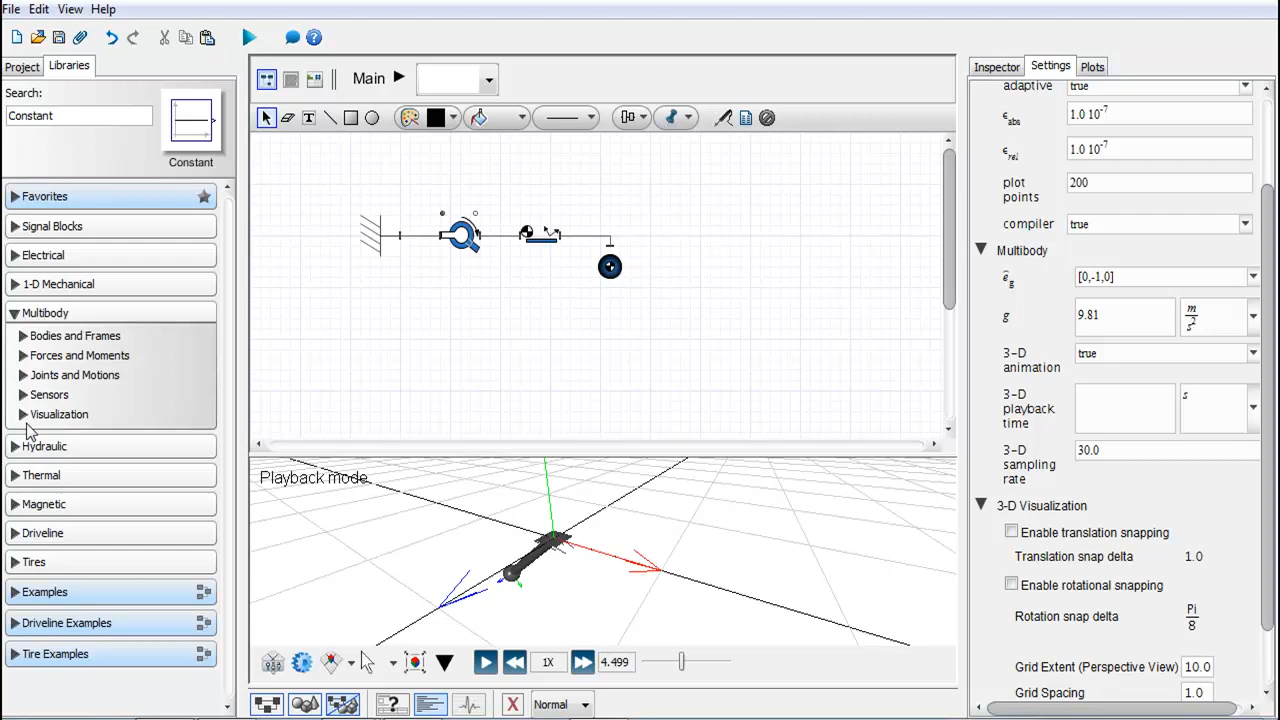 File Edit View Help
Project Libraries
Main
Inspector Settings Plots
Search:
Constant
Constant
Favorites
Signal Blocks
Electrical
1-D Mechanical
Multibody
Bodies and Frames
Forces and Moments
Joints and Motions
Sensors
Visualization
Hydraulic
Thermal
Magnetic
Driveline
Tires
Examples
Driveline Examples
Tire Examples
Playback mode
1X
4.499
Normal
adaptive true
ϵabs 1.0 10⁻⁷
ϵrel 1.0 10⁻⁷
plot
points
200
compiler true
Multibody
êg [0,-1,0]
g 9.81 m/s²
3-D
animation
true
3-D
playback
time
s
3-D
sampling
rate
30.0
3-D Visualization
Enable translation snapping
Translation snap delta 1.0
Enable rotational snapping
Rotation snap delta Pi/8
Grid Extent (Perspective View) 10.0
Grid Spacing 1.0